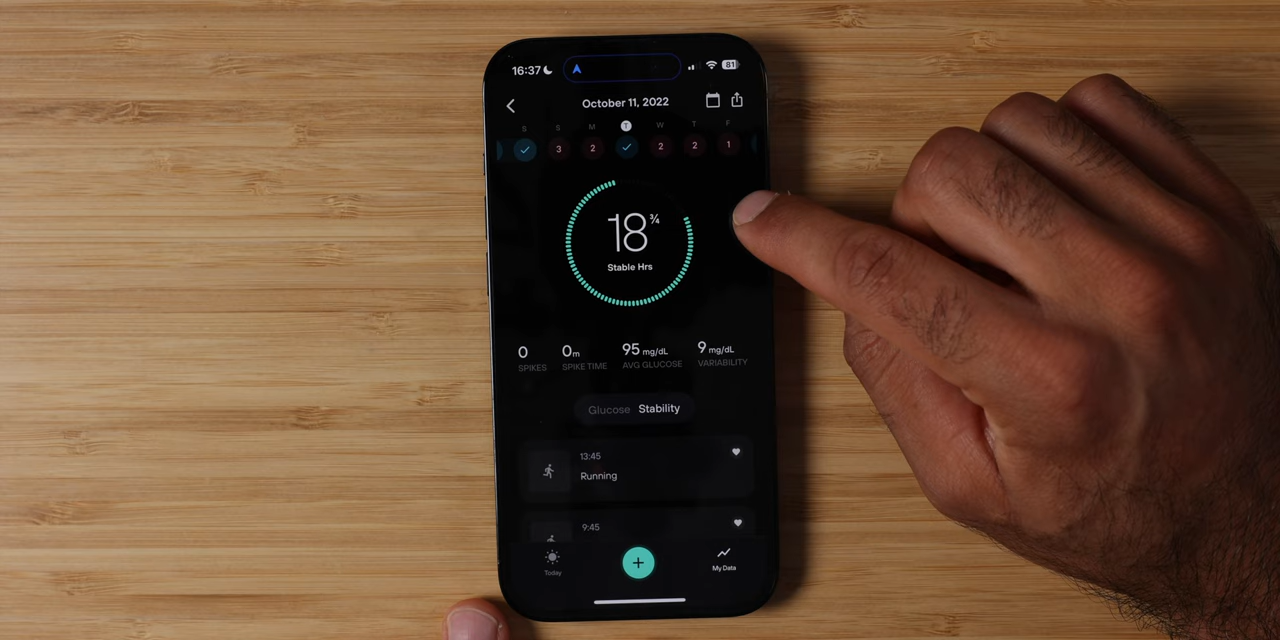 16:37 81
October 11, 2022
S S M T W T F
3 2 2 2 1
18 ¾
Stable Hrs
0 0m 95 mg/dL 9 mg/dL
SPIKES SPIKE TIME AVG GLUCOSE VARIABILITY
Glucose Stability
13:45
Running
9:45
Today My Data